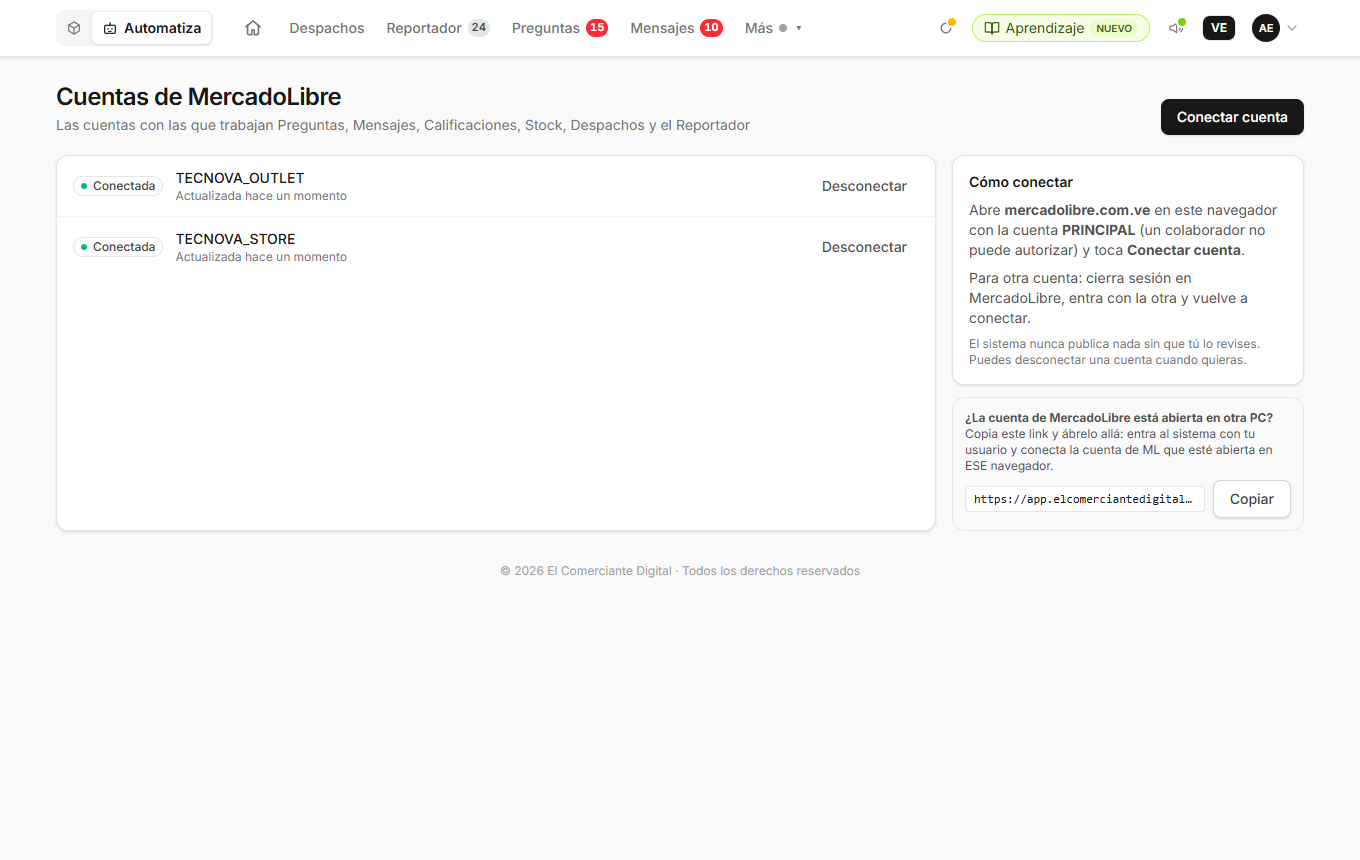 Automatiza
Despachos
Reportador 24
Preguntas 15
Mensajes 10
Más
Aprendizaje NUEVO
VE
AE
Cuentas de MercadoLibre
Las cuentas con las que trabajan Preguntas, Mensajes, Calificaciones, Stock, Despachos y el Reportador
Conectar cuenta
Conectada
TECNOVA_OUTLET
Actualizada hace un momento
Desconectar
Conectada
TECNOVA_STORE
Actualizada hace un momento
Desconectar
Cómo conectar
Abre mercadolibre.com.ve en este navegador
con la cuenta PRINCIPAL (un colaborador no
puede autorizar) y toca Conectar cuenta.
Para otra cuenta: cierra sesión en
MercadoLibre, entra con la otra y vuelve a
conectar.
El sistema nunca publica nada sin que tú lo revises.
Puedes desconectar una cuenta cuando quieras.
¿La cuenta de MercadoLibre está abierta en otra PC?
Copia este link y ábrelo allá: entra al sistema con tu
usuario y conecta la cuenta de ML que esté abierta en
ESE navegador.
https://app.elcomerciantedigital…
Copiar
© 2026 El Comerciante Digital · Todos los derechos reservados